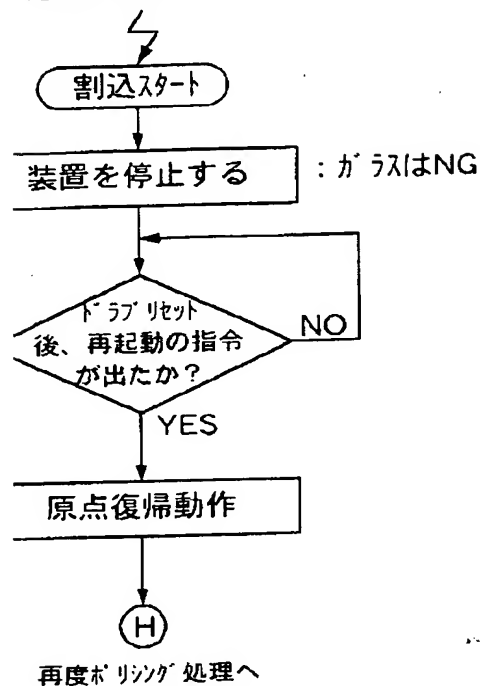 割込スタート
装置を停止する
：ガラスはNG
ドラブリセット
後、再起動の指令
が出たか？
NO
YES
原点復帰動作
H
再度ポリシング処理へ